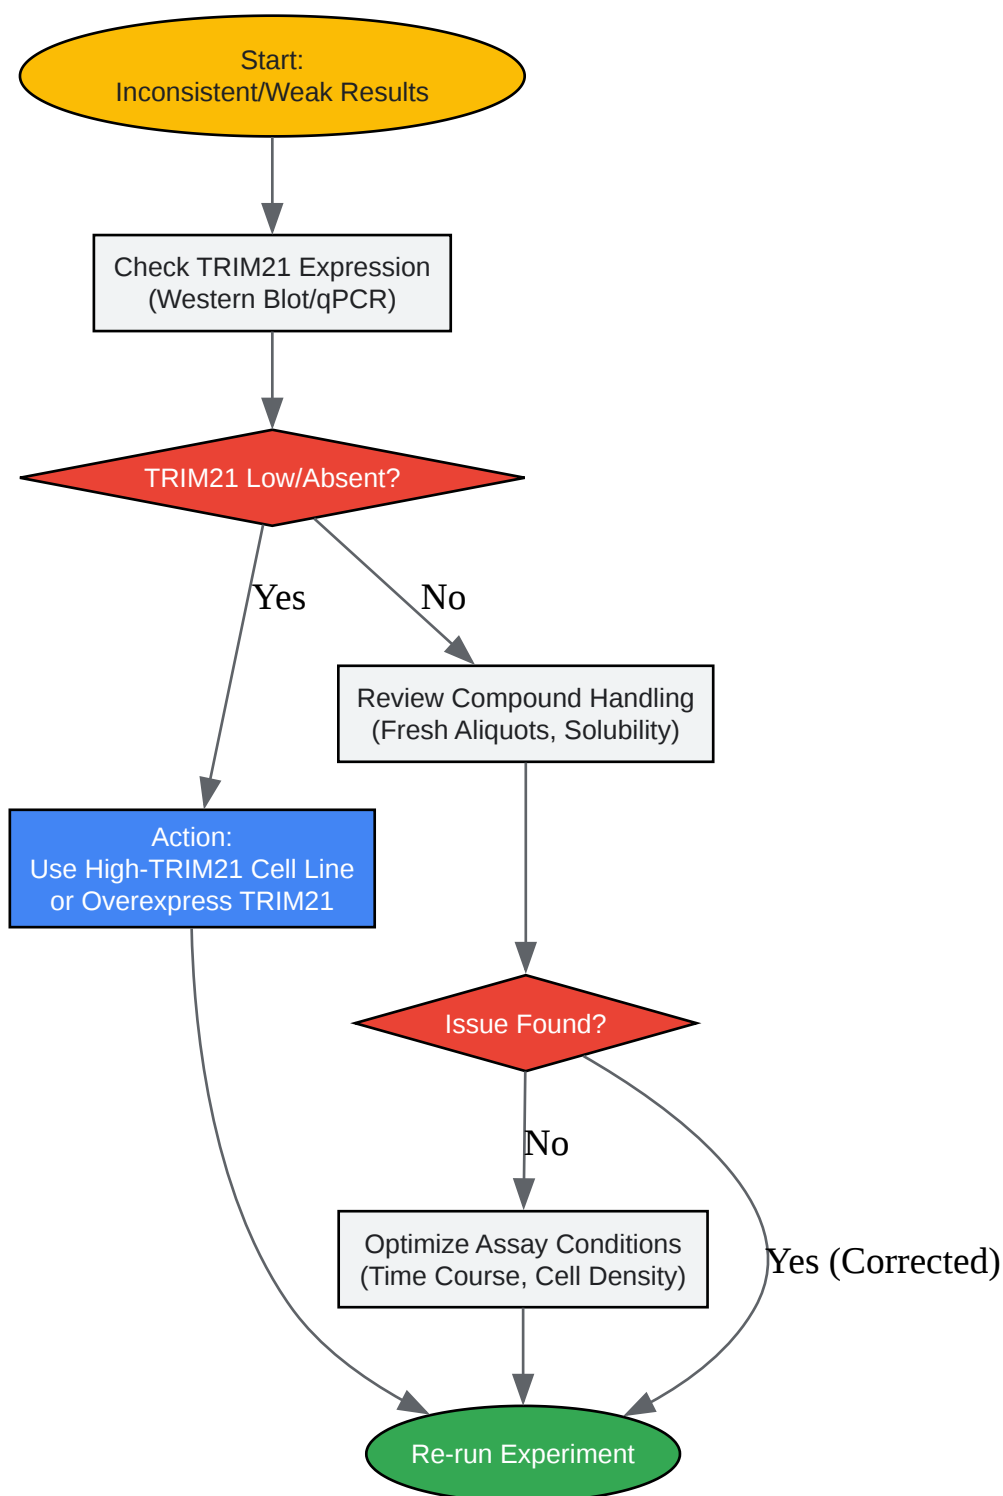 Start:
Inconsistent/Weak Results
Check TRIM21 Expression
(Western Blot/qPCR)
TRIM21 Low/Absent?
Yes
No
Review Compound Handling
(Fresh Aliquots, Solubility)
Action:
Use High-TRIM21 Cell Line
or Overexpress TRIM21
Issue Found?
No
Optimize Assay Conditions
(Time Course, Cell Density)
Yes (Corrected)
Re-run Experiment